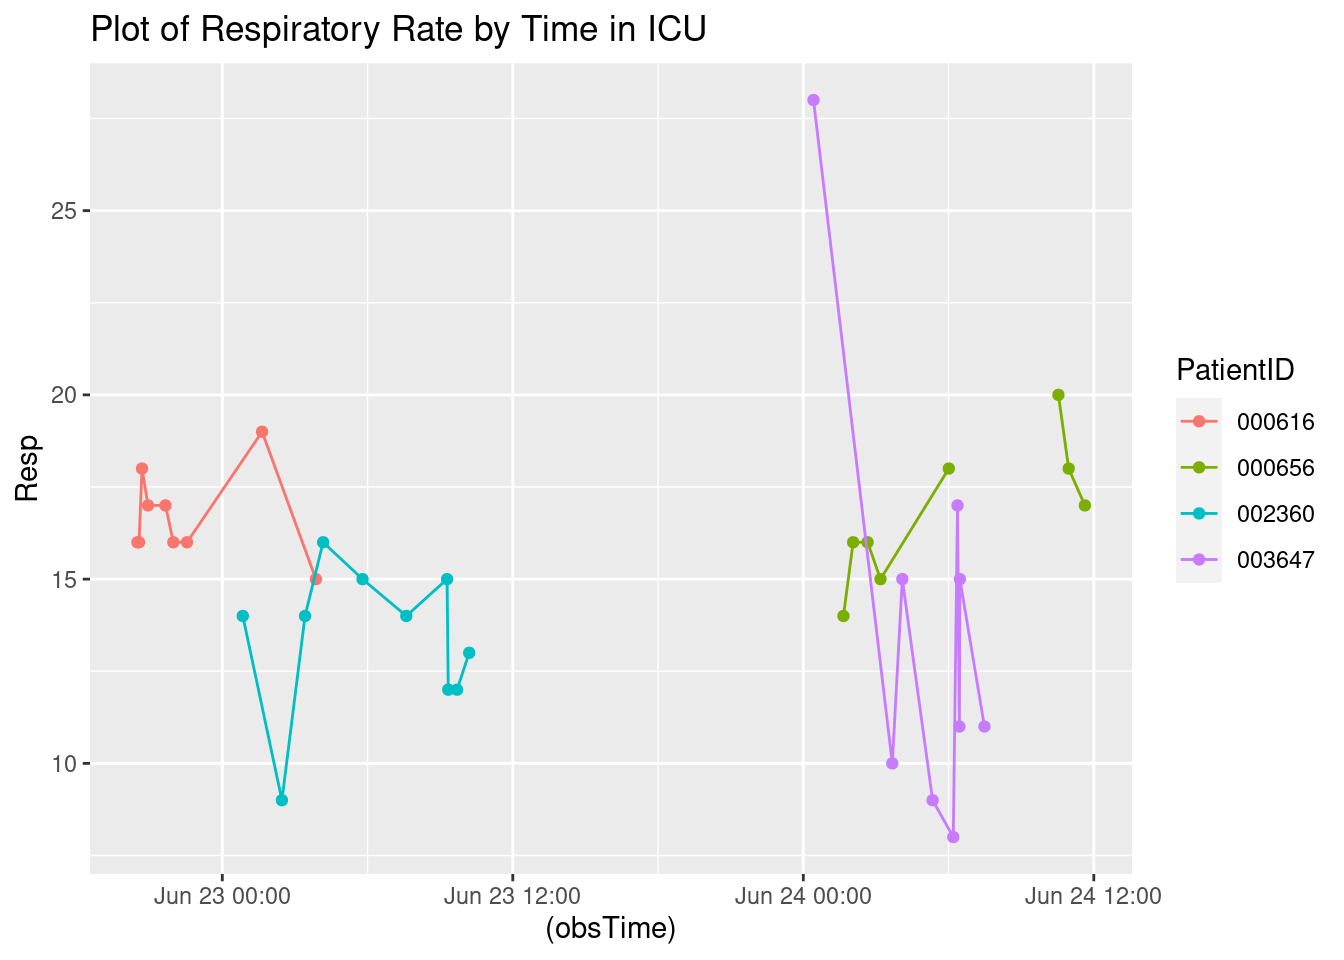 Plot of Respiratory Rate by Time in ICU
Resp
25
20
15
10
Jun 23 00:00
Jun 23 12:00
Jun 24 00:00
Jun 24 12:00
(obsTime)
PatientID
000616
000656
002360
003647